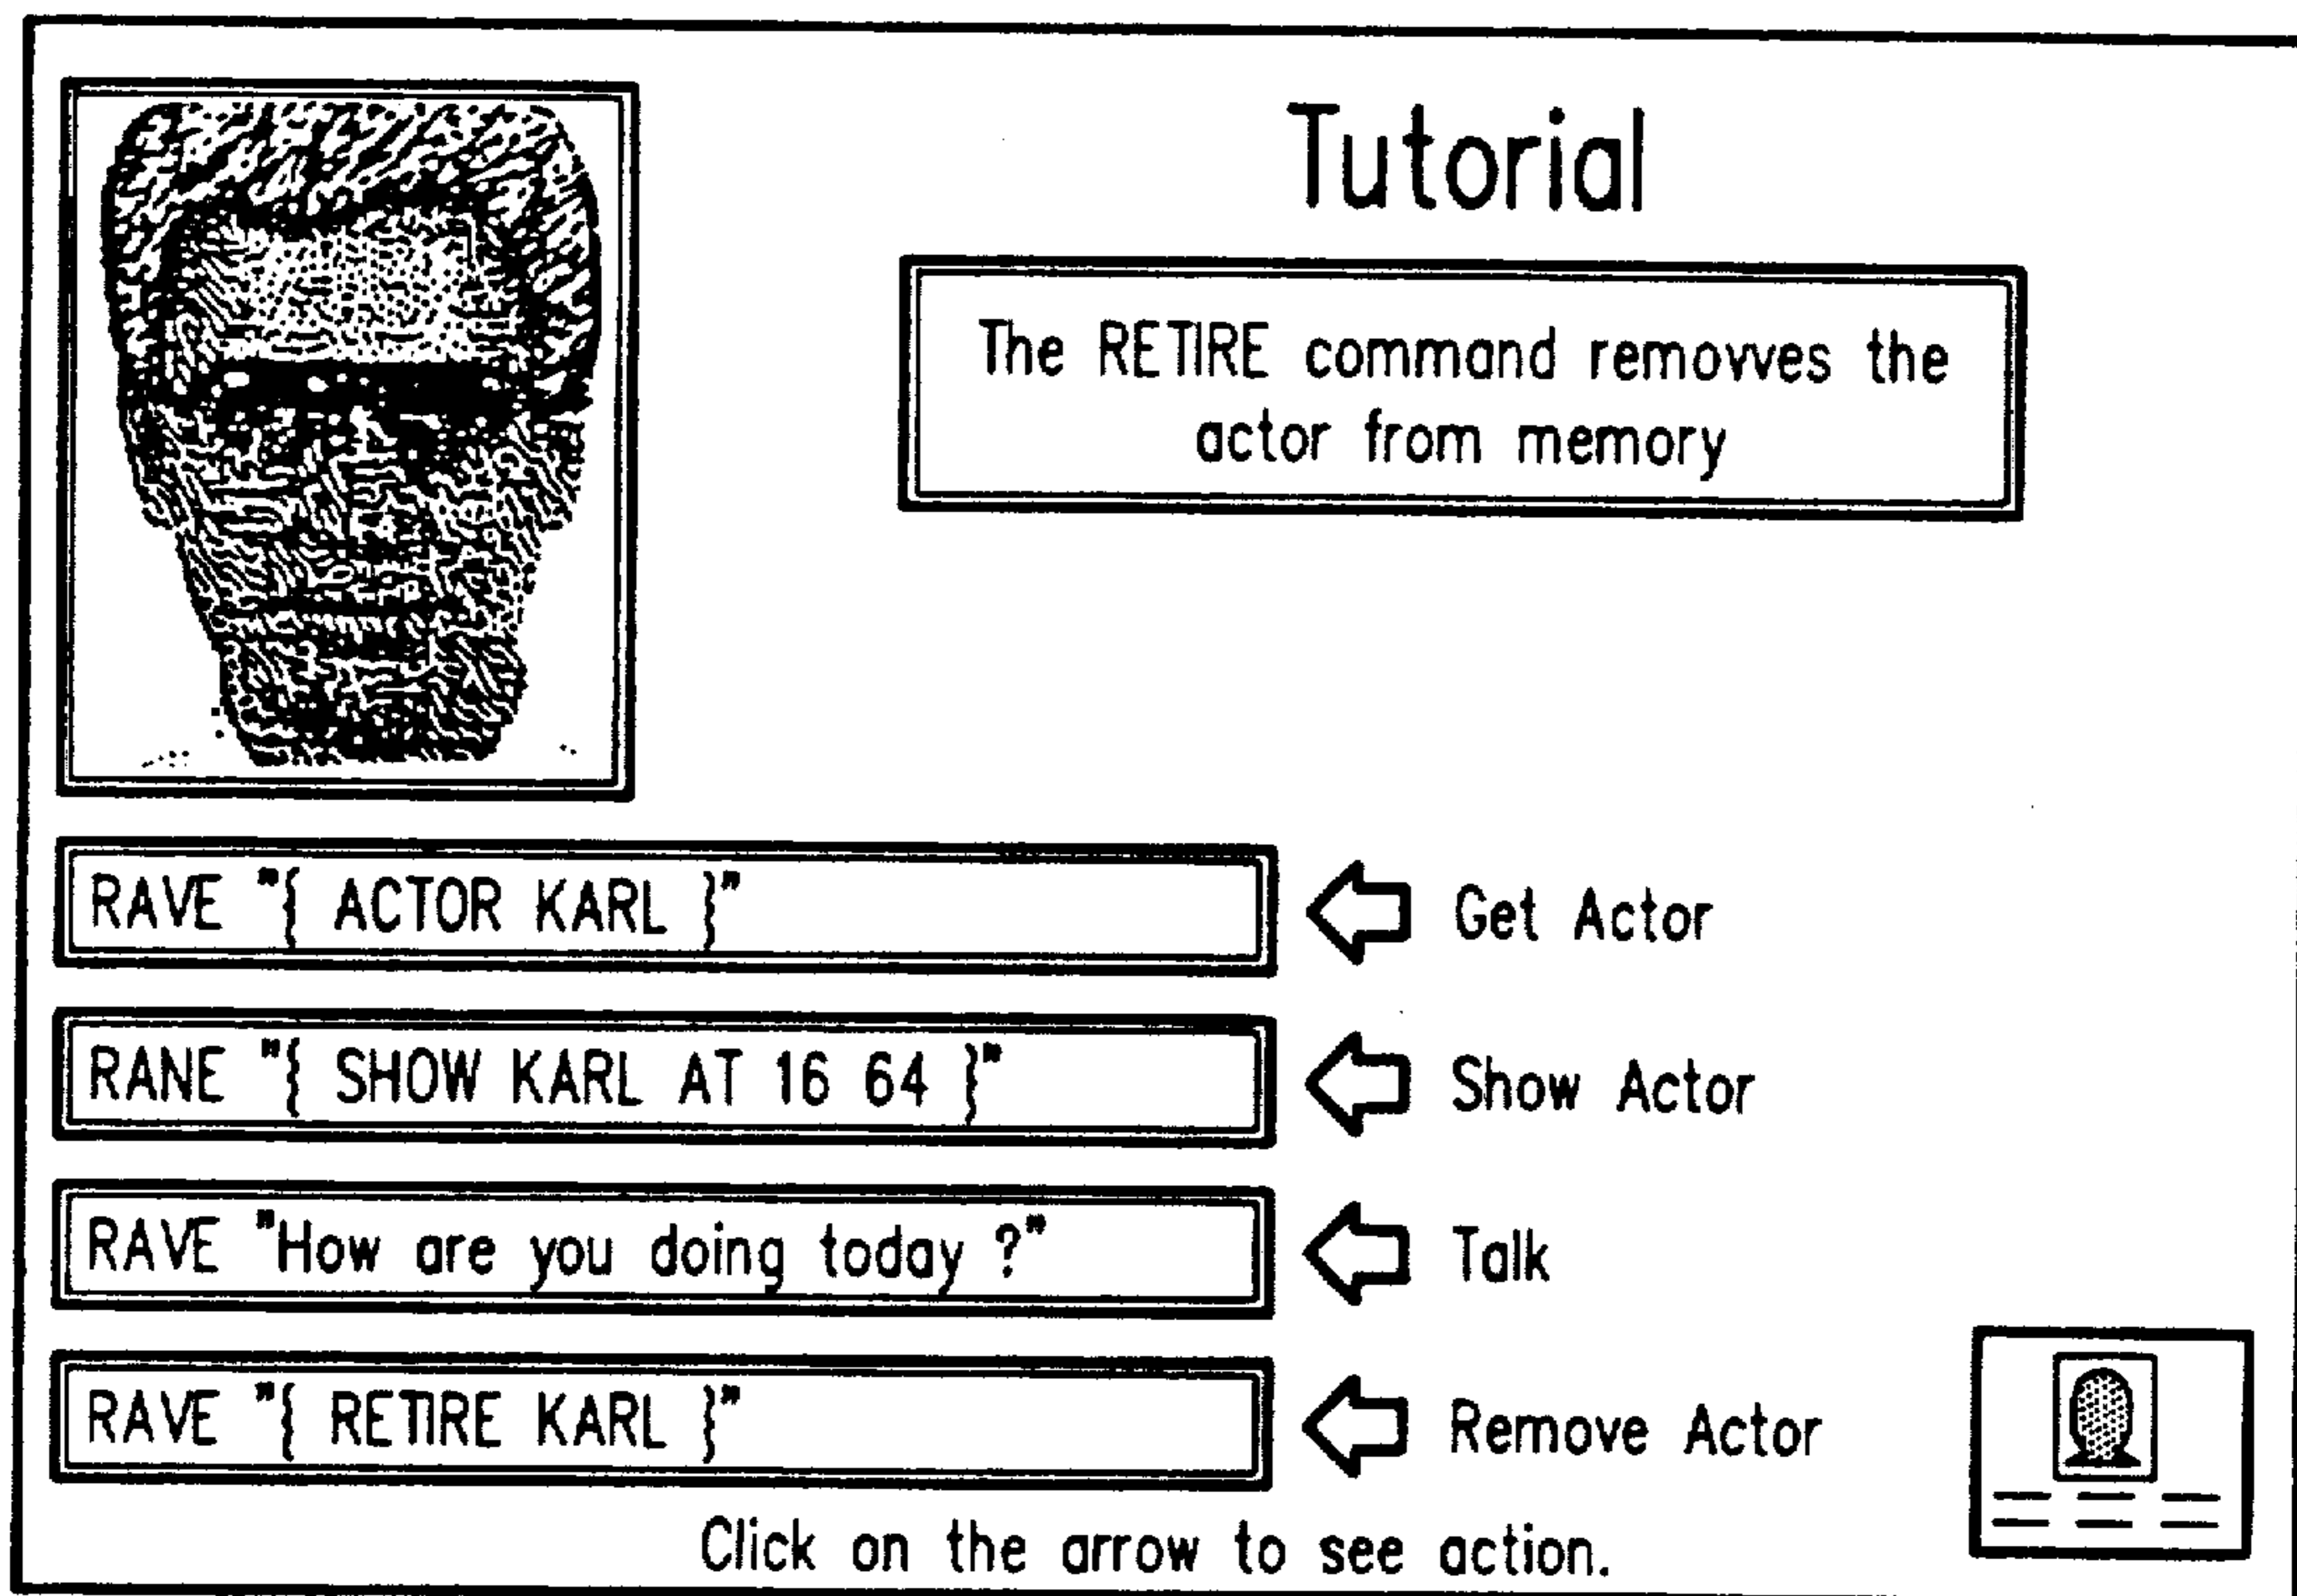 Tutorial
The RETIRE command removves the
actor from memory
RAVE "{ ACTOR KARL }"
Get Actor
RANE "{ SHOW KARL AT 16 64 }"
Show Actor
RAVE "How are you doing today ?"
Talk
RAVE "{ RETIRE KARL }"
Remove Actor
Click on the arrow to see action.